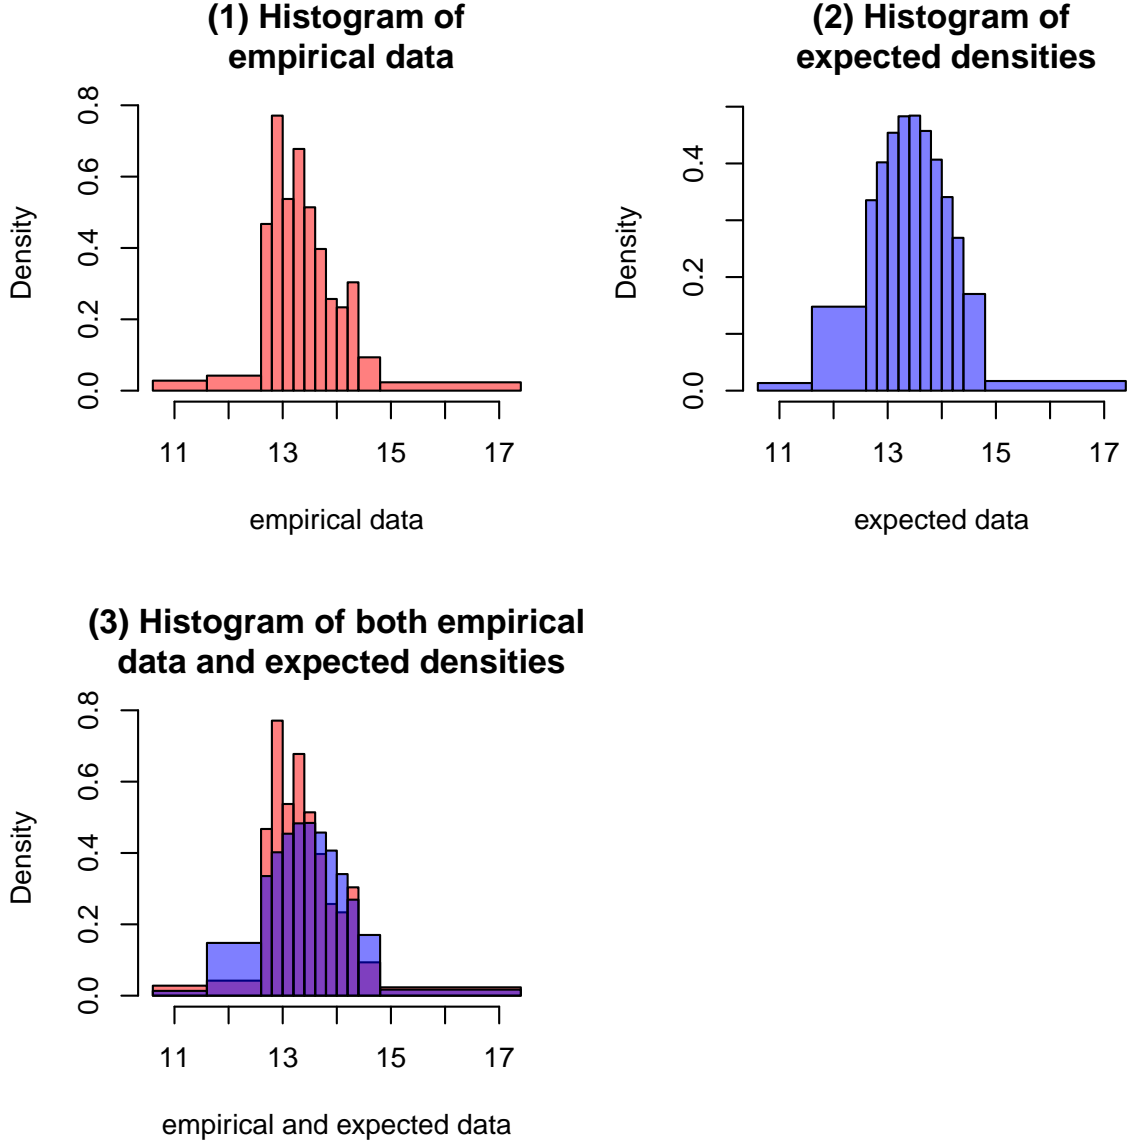 (1) Histogram of
empirical data
Density
0.0 0.2 0.4 0.6 0.8
11 13 15 17
empirical data
(2) Histogram of
expected densities
Density
0.0 0.2 0.4
11 13 15 17
expected data
(3) Histogram of both empirical
data and expected densities
Density
0.0 0.2 0.4 0.6 0.8
11 13 15 17
empirical and expected data